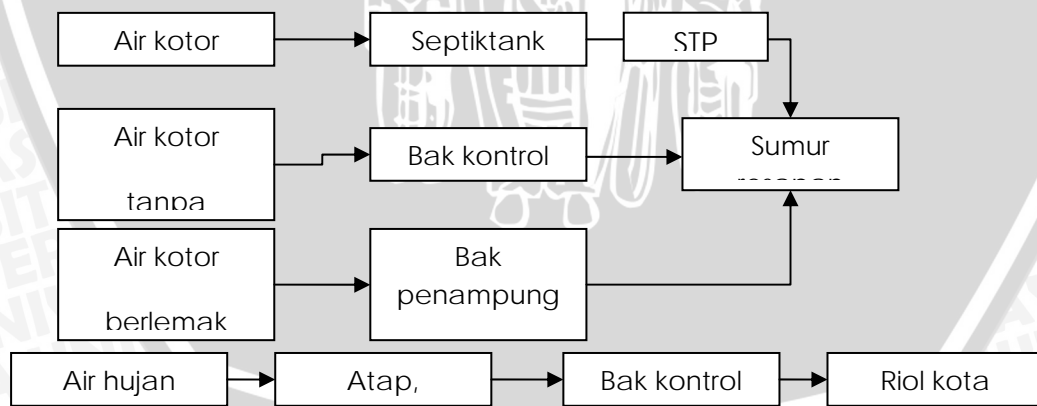 Air kotor
Septiktank
STP
Air kotor
tanpa
Bak kontrol
Sumur
resapan
Air kotor
berlemak
Bak
penampung
Air hujan
Atap,
Bak kontrol
Riol kota